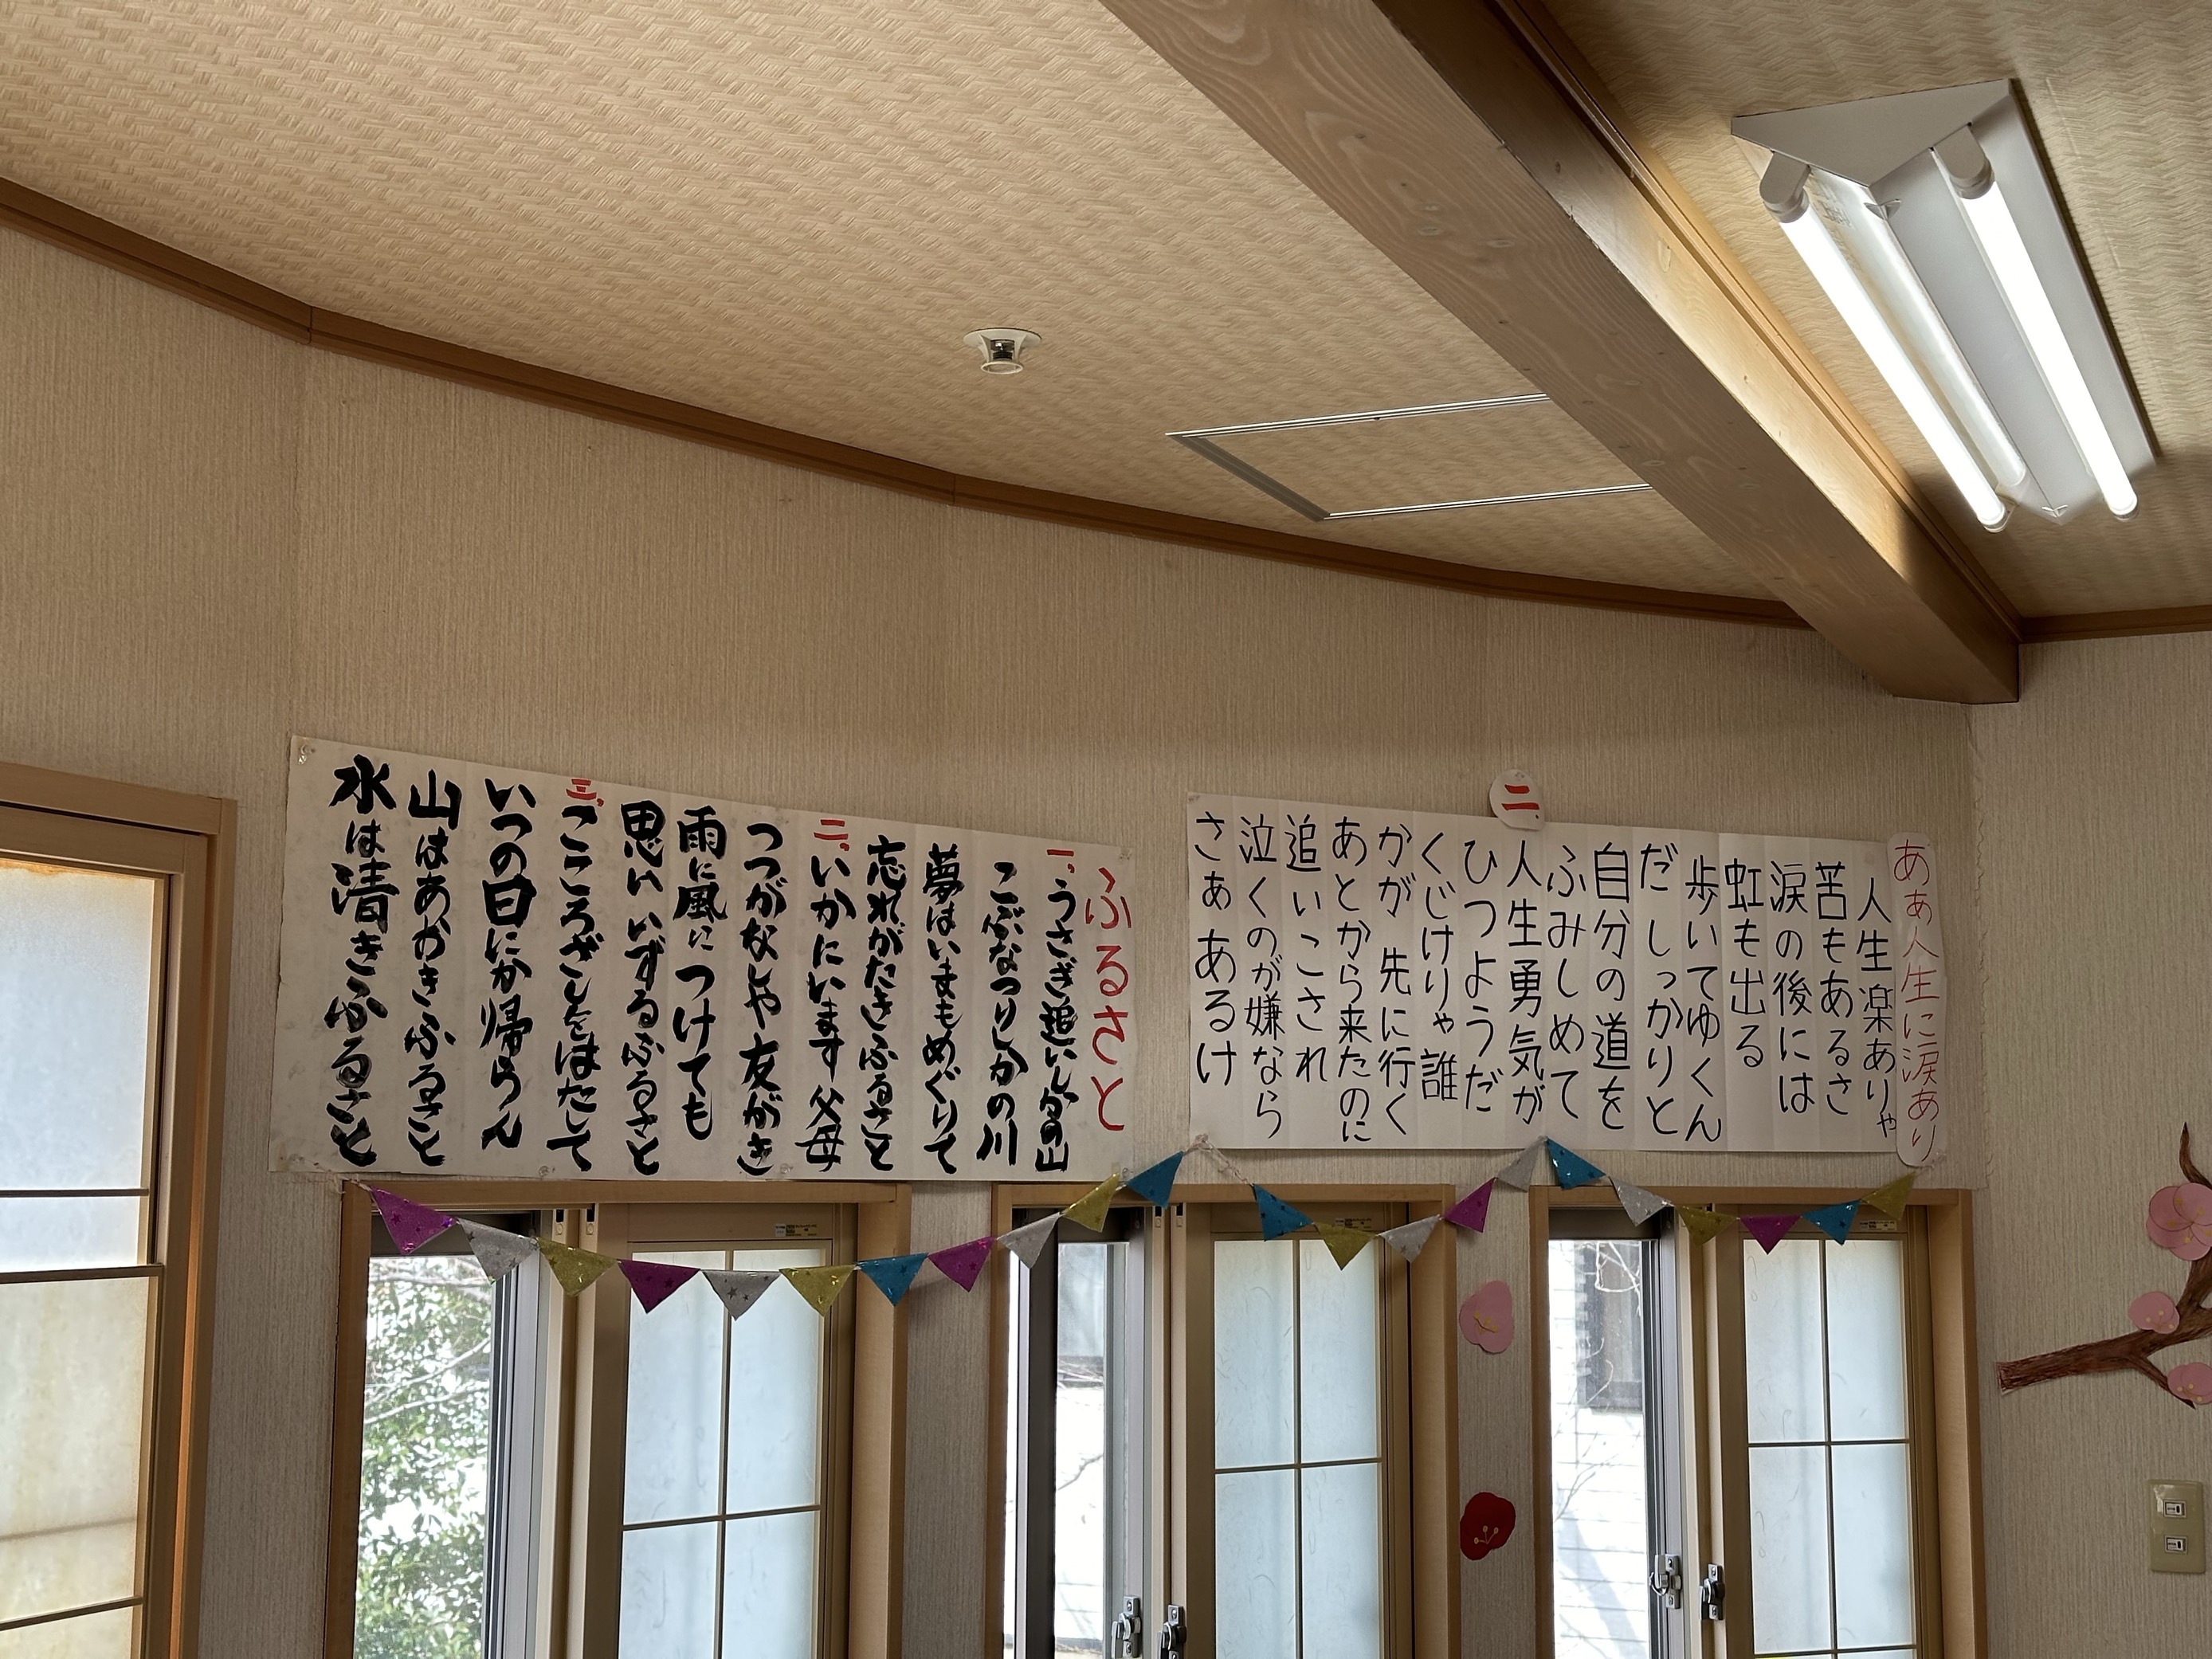 ああ人生に涙あり
人生楽ありゃ
苦もあるさ
涙の後には
虹も出る
歩いてゆくん
だ しっかりと
自分の道を
ふみしめて
二、
人生勇気が
ひつようだ
くじけりゃ 誰
かが 先に行く
あとから来たのに
追いこされ
泣くのが嫌なら
さぁ あるけ
ふるさと
一、うさぎ追いしかの山
こぶなつりしかの川
夢はいまもめぐりて
忘れがたきふるさと
二、いかにいます 父母
つつがなしや 友がき
雨に風に つけても
思い いずる ふるさと
三、こころざしをはたして
いつの日にか 帰らん
山はあおき ふるさと
水は清き ふるさと